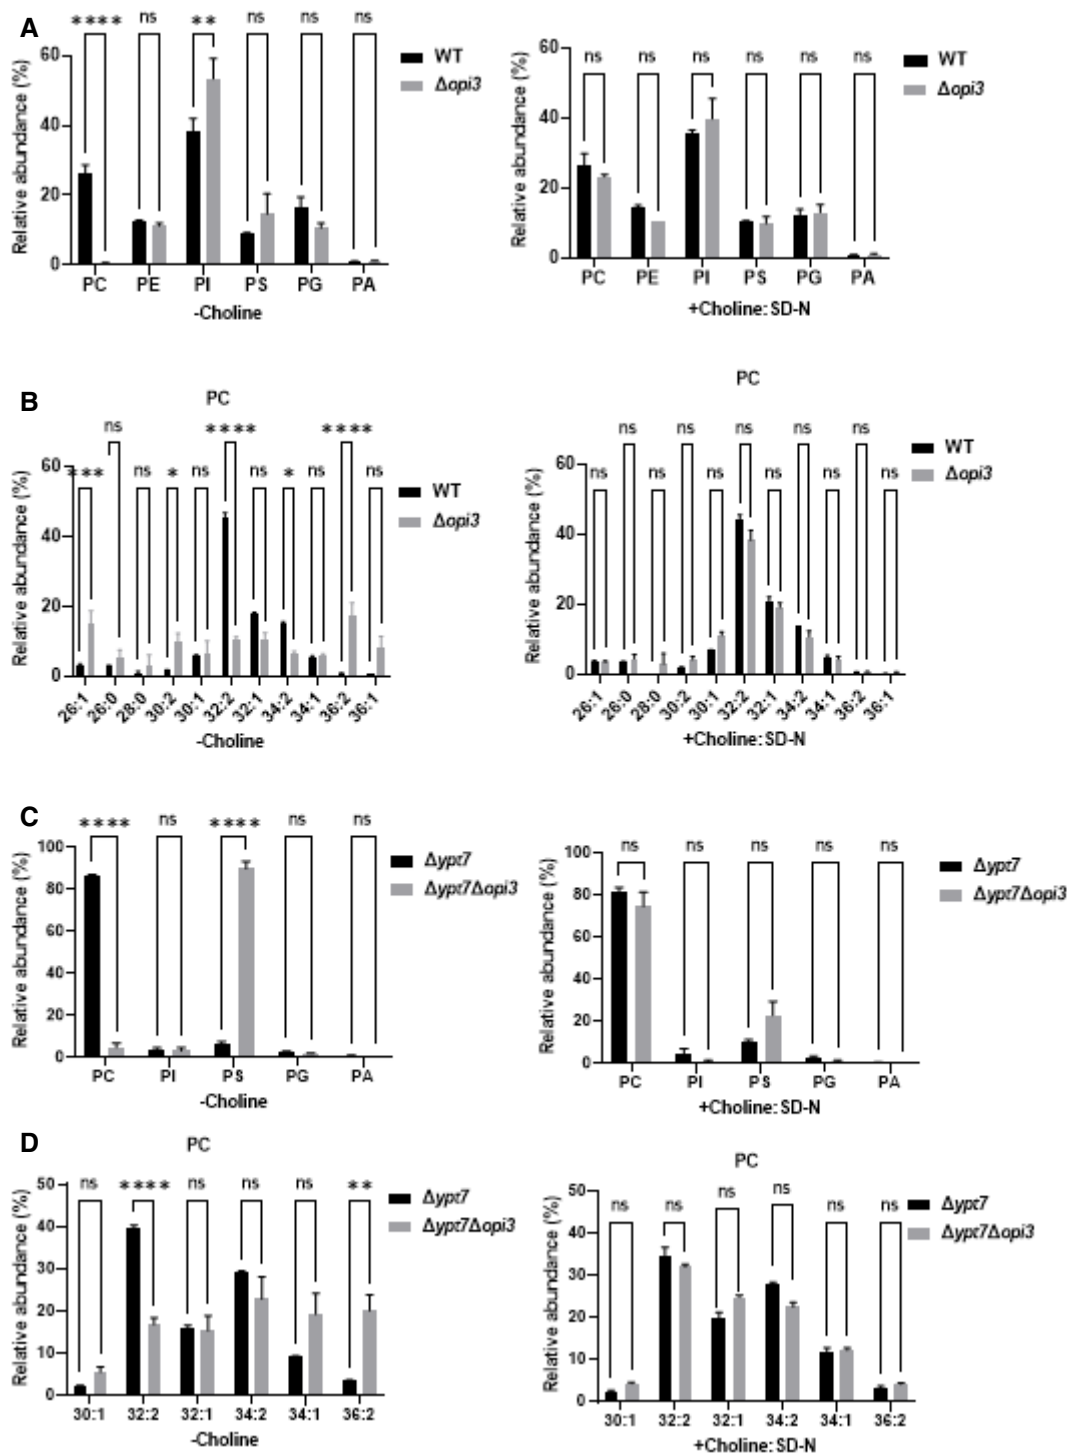 A
**** ns ** ns ns ns
Relative abundance (%)
60
40
20
0
PC PE PI PS PG PA
-Choline
WT
Δopi3
ns ns ns ns ns ns
Relative abundance (%)
60
40
20
0
PC PE PI PS PG PA
+Choline: SD-N
WT
Δopi3
B
PC
ns **** ****
*** ns * ns ns * ns ns
Relative abundance (%)
60
40
20
0
26:1 26:0 28:0 30:2 30:1 32:2 32:1 34:2 34:1 36:2 36:1
-Choline
WT
Δopi3
PC
ns ns ns ns ns
ns ns ns ns ns ns
Relative abundance (%)
60
40
20
0
26:1 26:0 28:0 30:2 30:1 32:2 32:1 34:2 34:1 36:2 36:1
+Choline: SD-N
WT
Δopi3
C
**** ns **** ns ns
Relative abundance (%)
100
80
60
40
20
0
PC PI PS PG PA
-Choline
Δypt7
Δypt7Δopi3
ns ns ns ns ns
Relative abundance (%)
100
80
60
40
20
0
PC PI PS PG PA
+Choline: SD-N
Δypt7
Δypt7Δopi3
D
PC
ns **** ns ns ns **
Relative abundance (%)
50
40
30
20
10
0
30:1 32:2 32:1 34:2 34:1 36:2
-Choline
Δypt7
Δypt7Δopi3
PC
ns ns ns ns ns ns
Relative abundance (%)
50
40
30
20
10
0
30:1 32:2 32:1 34:2 34:1 36:2
+Choline: SD-N
Δypt7
Δypt7Δopi3